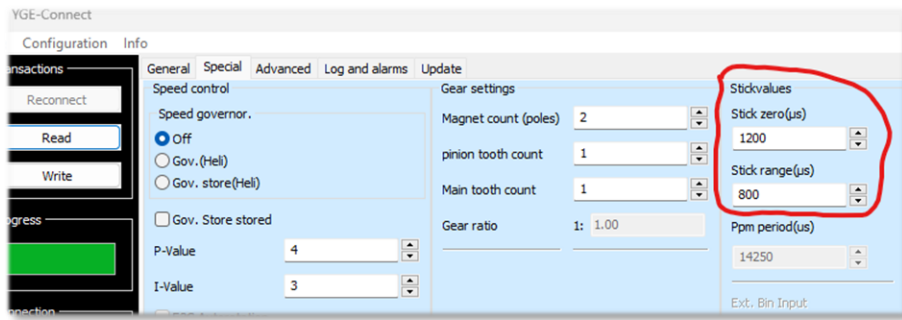 YGE-Connect
Configuration Info
ansactions
Reconnect
Read
Write
ogress
nnection
General Special Advanced Log and alarms Update
Speed control
Speed governor.
Off
Gov.(Heli)
Gov. store(Heli)
Gov. Store stored
P-Value 4
I-Value 3
Gear settings
Magnet count (poles) 2
pinion tooth count 1
Main tooth count 1
Gear ratio 1: 1.00
Stickvalues
Stick zero(µs)
1200
Stick range(µs)
800
Ppm period(us)
14250
Ext. Bin Input